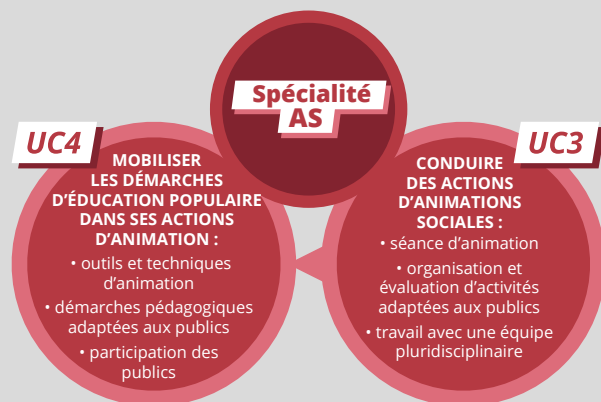 Spécialité
AS
UC4
MOBILISER
LES DÉMARCHES
D'ÉDUCATION POPULAIRE
DANS SES ACTIONS
D'ANIMATION :
• outils et techniques
d'animation
• démarches pédagogiques
adaptées aux publics
• participation des
publics
UC3
CONDUIRE
DES ACTIONS
D'ANIMATIONS
SOCIALES :
• séance d'animation
• organisation et
évaluation d'activités
adaptées aux publics
• travail avec une équipe
pluridisciplinaire